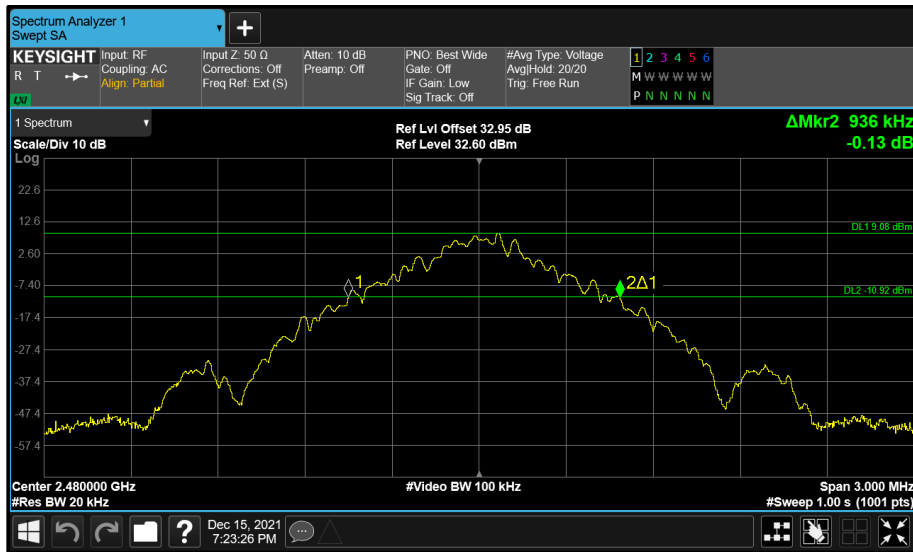 Spectrum Analyzer 1
Swept SA
+
KEYSIGHT
R T
LXI
Input: RF
Coupling: AC
Align: Partial
Input Z: 50 Ω
Corrections: Off
Freq Ref: Ext (S)
Atten: 10 dB
Preamp: Off
PNO: Best Wide
Gate: Off
IF Gain: Low
Sig Track: Off
#Avg Type: Voltage
Avg|Hold: 20/20
Trig: Free Run
1 2 3 4 5 6
M W W W W W
P N N N N N
1 Spectrum
Scale/Div 10 dB
Ref Lvl Offset 32.95 dB
Ref Level 32.60 dBm
ΔMkr2 936 kHz
-0.13 dB
Log
22.6
12.6
DL1 9.08 dBm
2.60
-7.40
1
2Δ1
DL2 -10.92 dBm
-17.4
-27.4
-37.4
-47.4
-57.4
Center 2.480000 GHz
#Video BW 100 kHz
Span 3.000 MHz
#Res BW 20 kHz
#Sweep 1.00 s (1001 pts)
?
Dec 15, 2021
7:23:26 PM